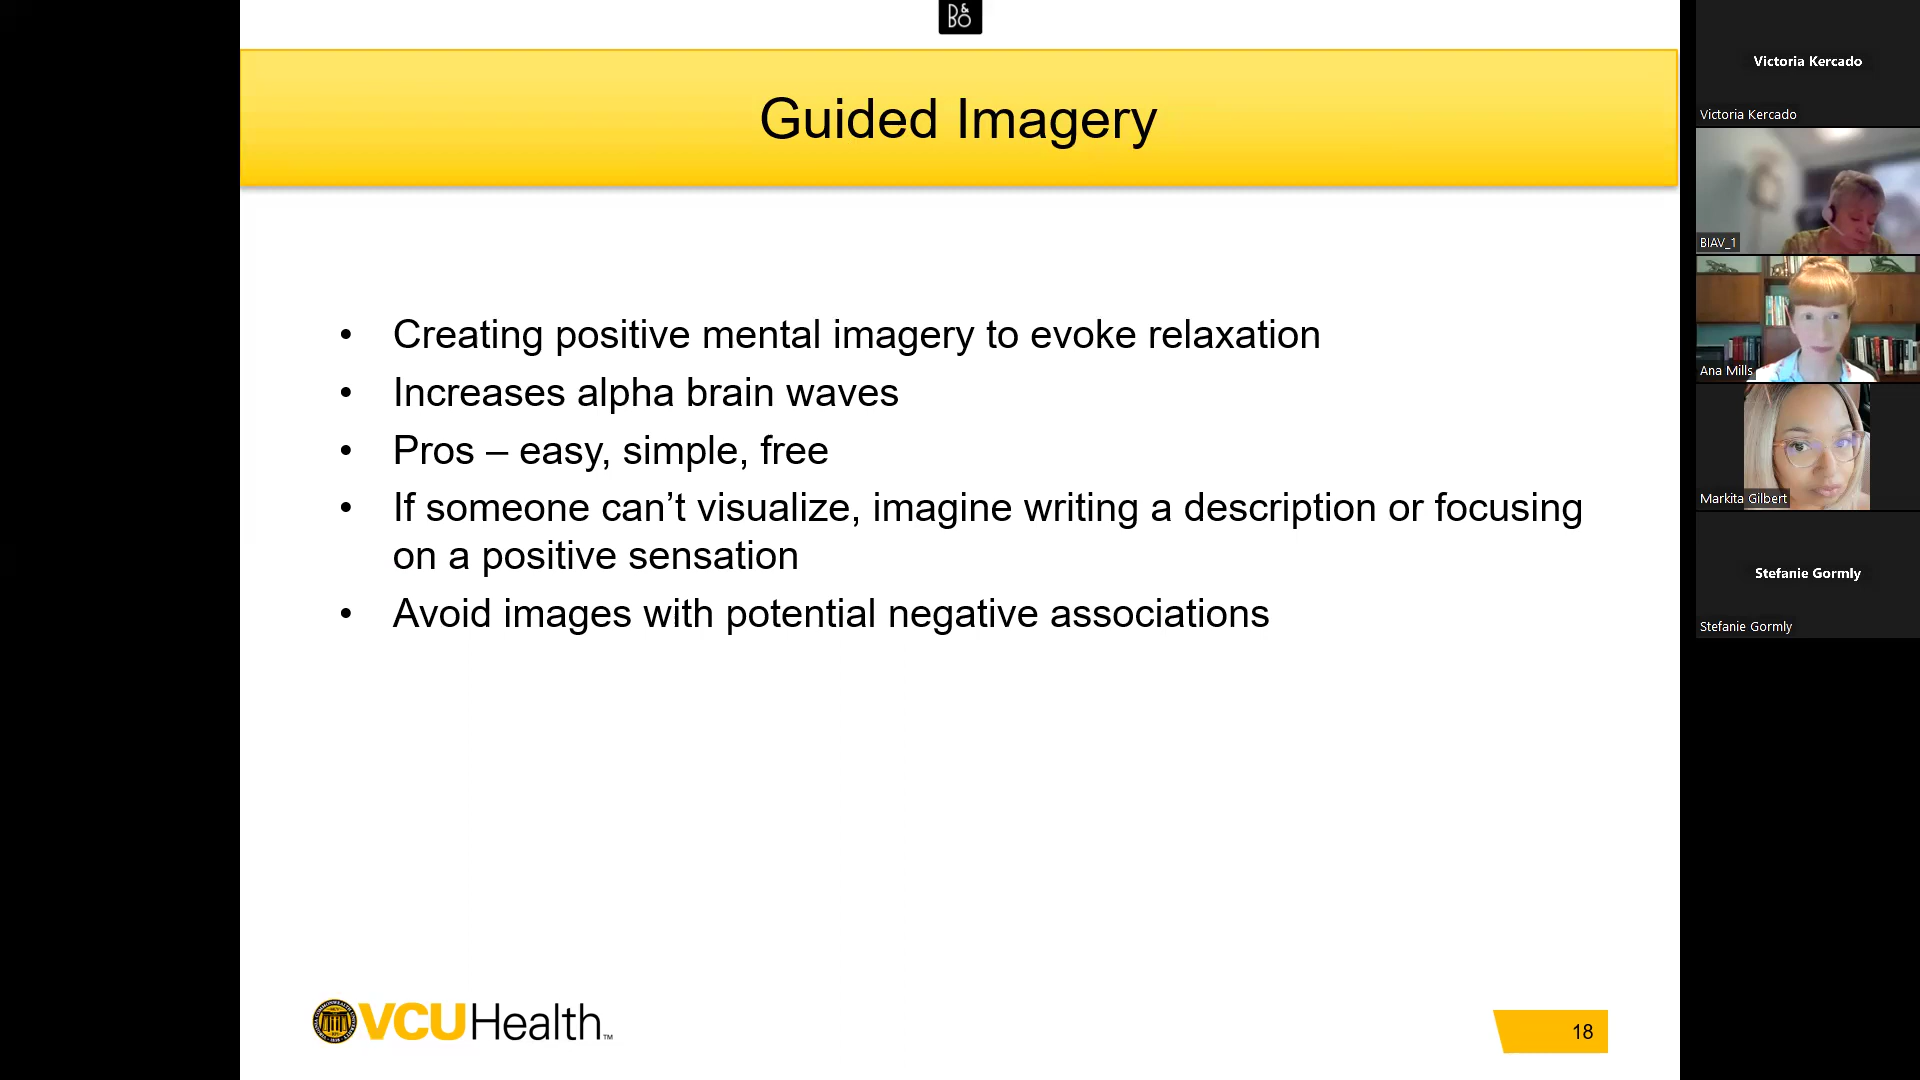 B&O
Guided Imagery
• Creating positive mental imagery to evoke relaxation
• Increases alpha brain waves
• Pros – easy, simple, free
• If someone can’t visualize, imagine writing a description or focusing
on a positive sensation
• Avoid images with potential negative associations
VCUHealth™
18
Victoria Kercado
Victoria Kercado
BIAV_1
Ana Mills
Markita Gilbert
Stefanie Gormly
Stefanie Gormly